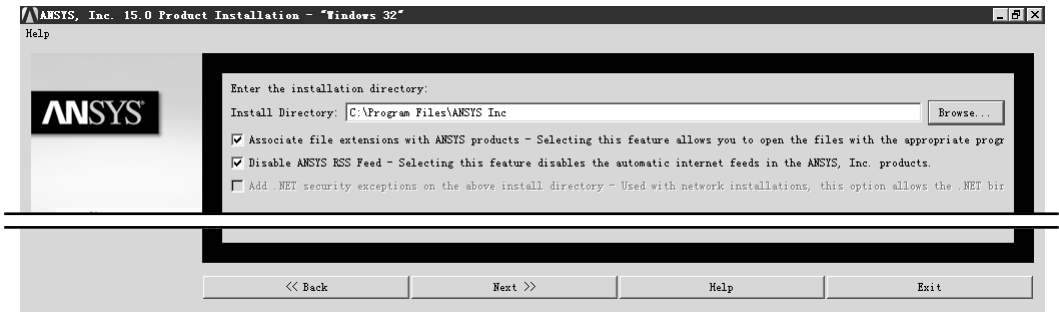 ANSYS, Inc. 15.0 Product Installation - "Windows 32"
Help
ANSYS
Enter the installation directory:
Install Directory: C:\Program Files\ANSYS Inc Browse...
Associate file extensions with ANSYS products - Selecting this feature allows you to open the files with the appropriate progr
Disable ANSYS RSS Feed - Selecting this feature disables the automatic internet feeds in the ANSYS, Inc. products.
Add .NET security exceptions on the above install directory - Used with network installations, this option allows the .NET bir
<< Back Next >> Help Exit